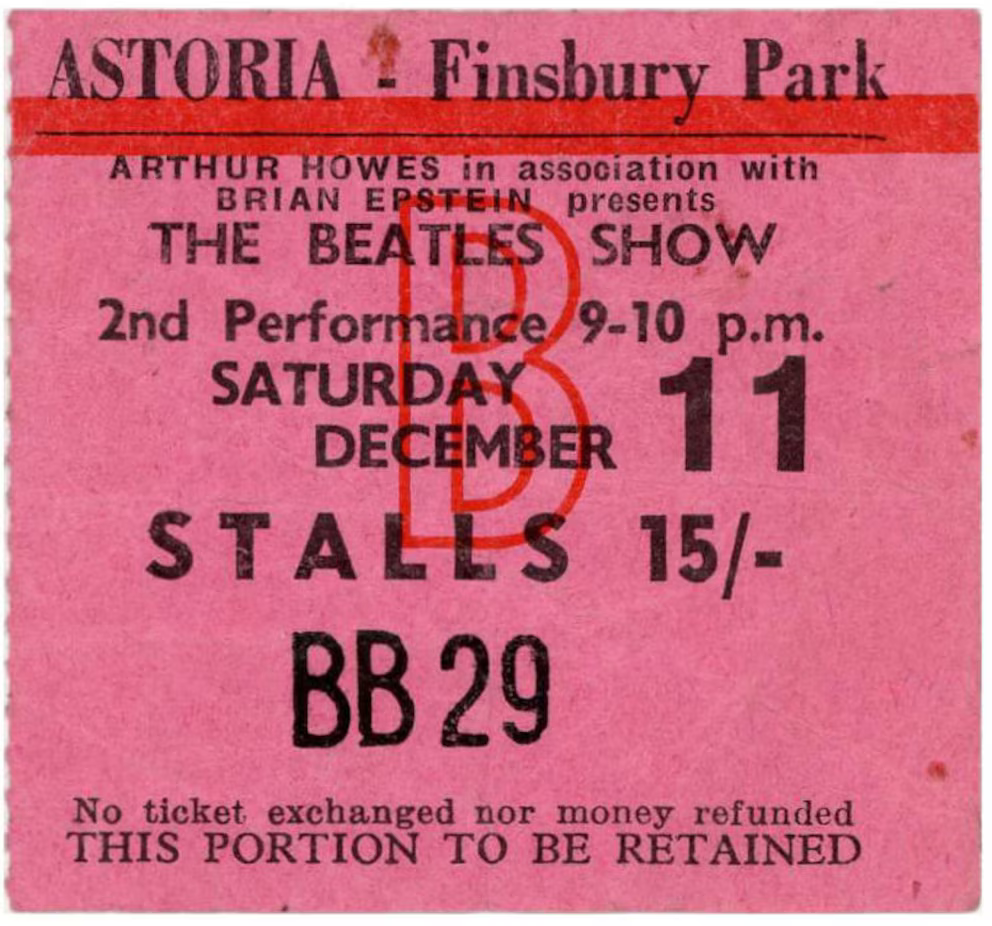 ASTORIA - Finsbury Park
ARTHUR HOWES in association with
BRIAN EPSTEIN presents
THE BEATLES SHOW
2nd Performance 9-10 p.m.
SATURDAY 11
DECEMBER
B
STALLS 15/-
BB 29
No ticket exchanged nor money refunded
THIS PORTION TO BE RETAINED